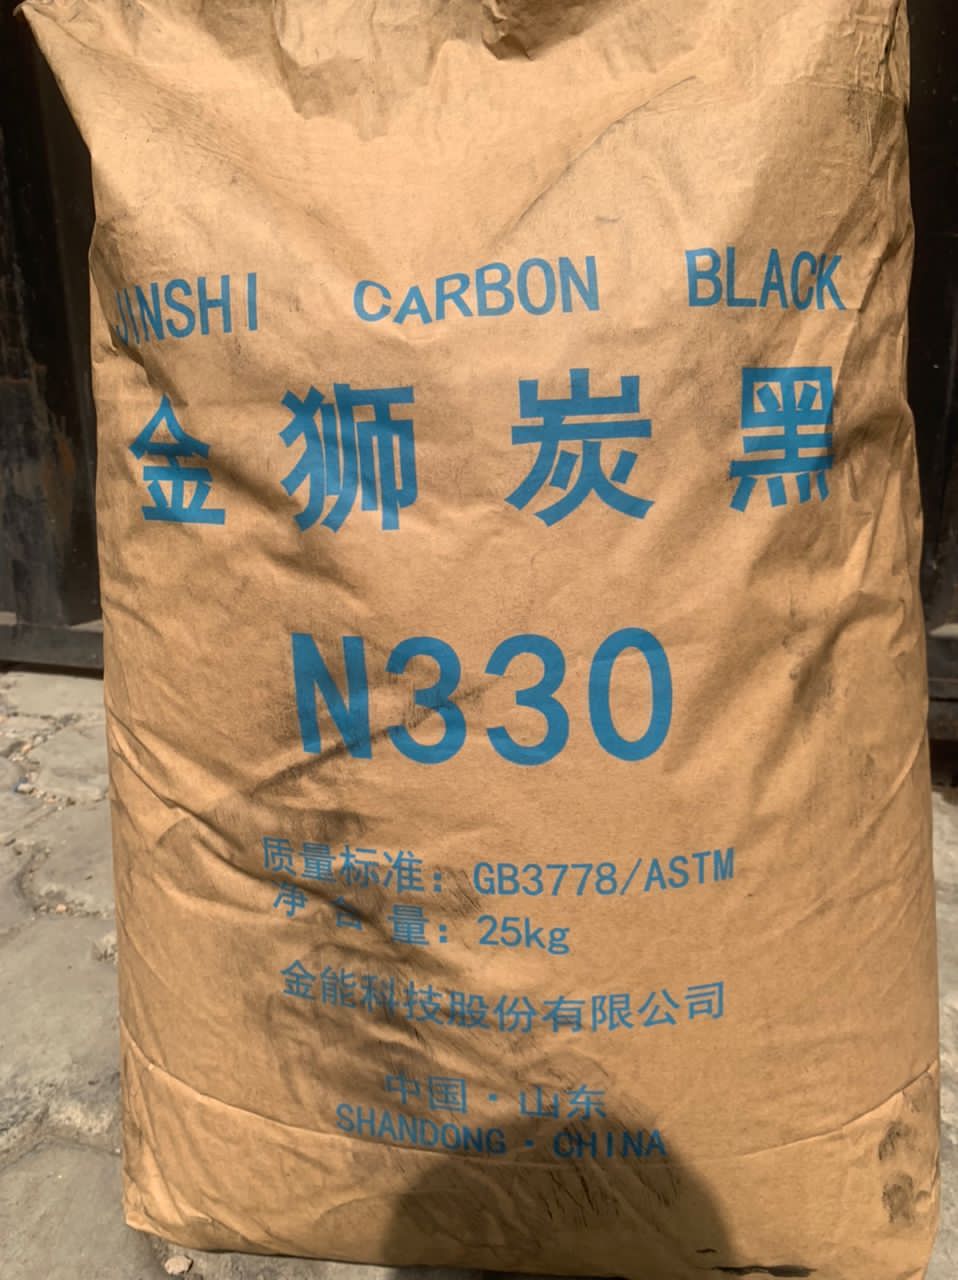 JINSHI CARBON BLACK
金狮炭黑
N330
质量标准：GB3778/ASTM
净含量：25kg
金能科技股份有限公司
中国·山东
SHANDONG·CHINA